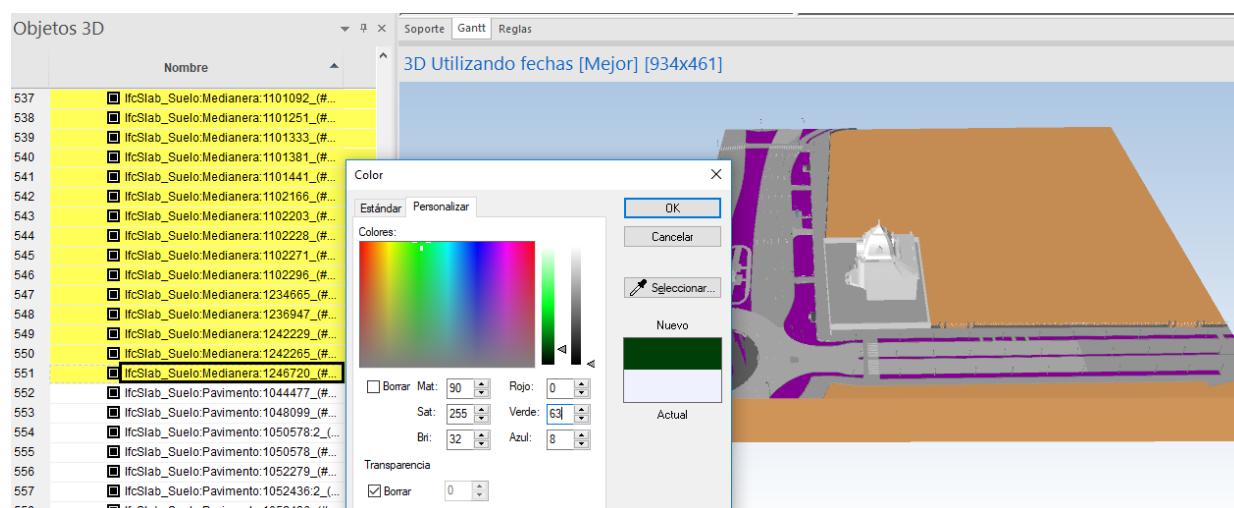 Objetos 3D
Nombre
537 IfcSlab_Suelo:Medianera:1101092_(#...
538 IfcSlab_Suelo:Medianera:1101251_(#...
539 IfcSlab_Suelo:Medianera:1101333_(#...
540 IfcSlab_Suelo:Medianera:1101381_(#...
541 IfcSlab_Suelo:Medianera:1101441_(#...
542 IfcSlab_Suelo:Medianera:1102166_(#...
543 IfcSlab_Suelo:Medianera:1102203_(#...
544 IfcSlab_Suelo:Medianera:1102228_(#...
545 IfcSlab_Suelo:Medianera:1102271_(#...
546 IfcSlab_Suelo:Medianera:1102296_(#...
547 IfcSlab_Suelo:Medianera:1234665_(#...
548 IfcSlab_Suelo:Medianera:1236947_(#...
549 IfcSlab_Suelo:Medianera:1242229_(#...
550 IfcSlab_Suelo:Medianera:1242265_(#...
551 IfcSlab_Suelo:Medianera:1246720_(#...
552 IfcSlab_Suelo:Pavimento:1044477_(#...
553 IfcSlab_Suelo:Pavimento:1048099_(#...
554 IfcSlab_Suelo:Pavimento:1050578:2_(...
555 IfcSlab_Suelo:Pavimento:1050578_(#...
556 IfcSlab_Suelo:Pavimento:1052279_(#...
557 IfcSlab_Suelo:Pavimento:1052436:2_(...
Soporte Gantt Reglas
3D Utilizando fechas [Mejor] [934x461]
Color
Estándar Personalizar
Colores:
OK
Cancelar
Seleccionar...
Nuevo
Actual
Borrar Mat: 90 Rojo: 0
Sat: 255 Verde: 63
Bri: 32 Azul: 8
Transparencia
Borrar 0